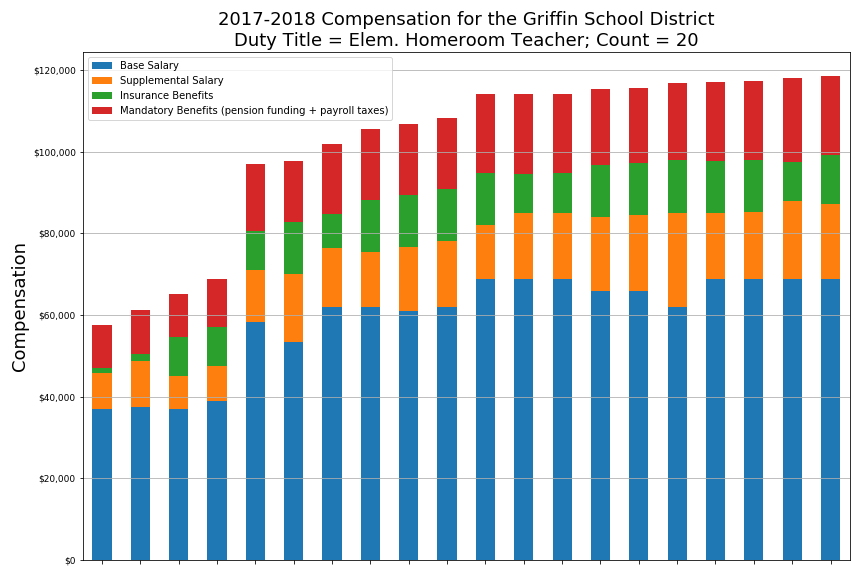 2017-2018 Compensation for the Griffin School District
Duty Title = Elem. Homeroom Teacher; Count = 20
Base Salary
Supplemental Salary
Insurance Benefits
Mandatory Benefits (pension funding + payroll taxes)
$120,000
$100,000
$80,000
$60,000
$40,000
$20,000
$0
Compensation